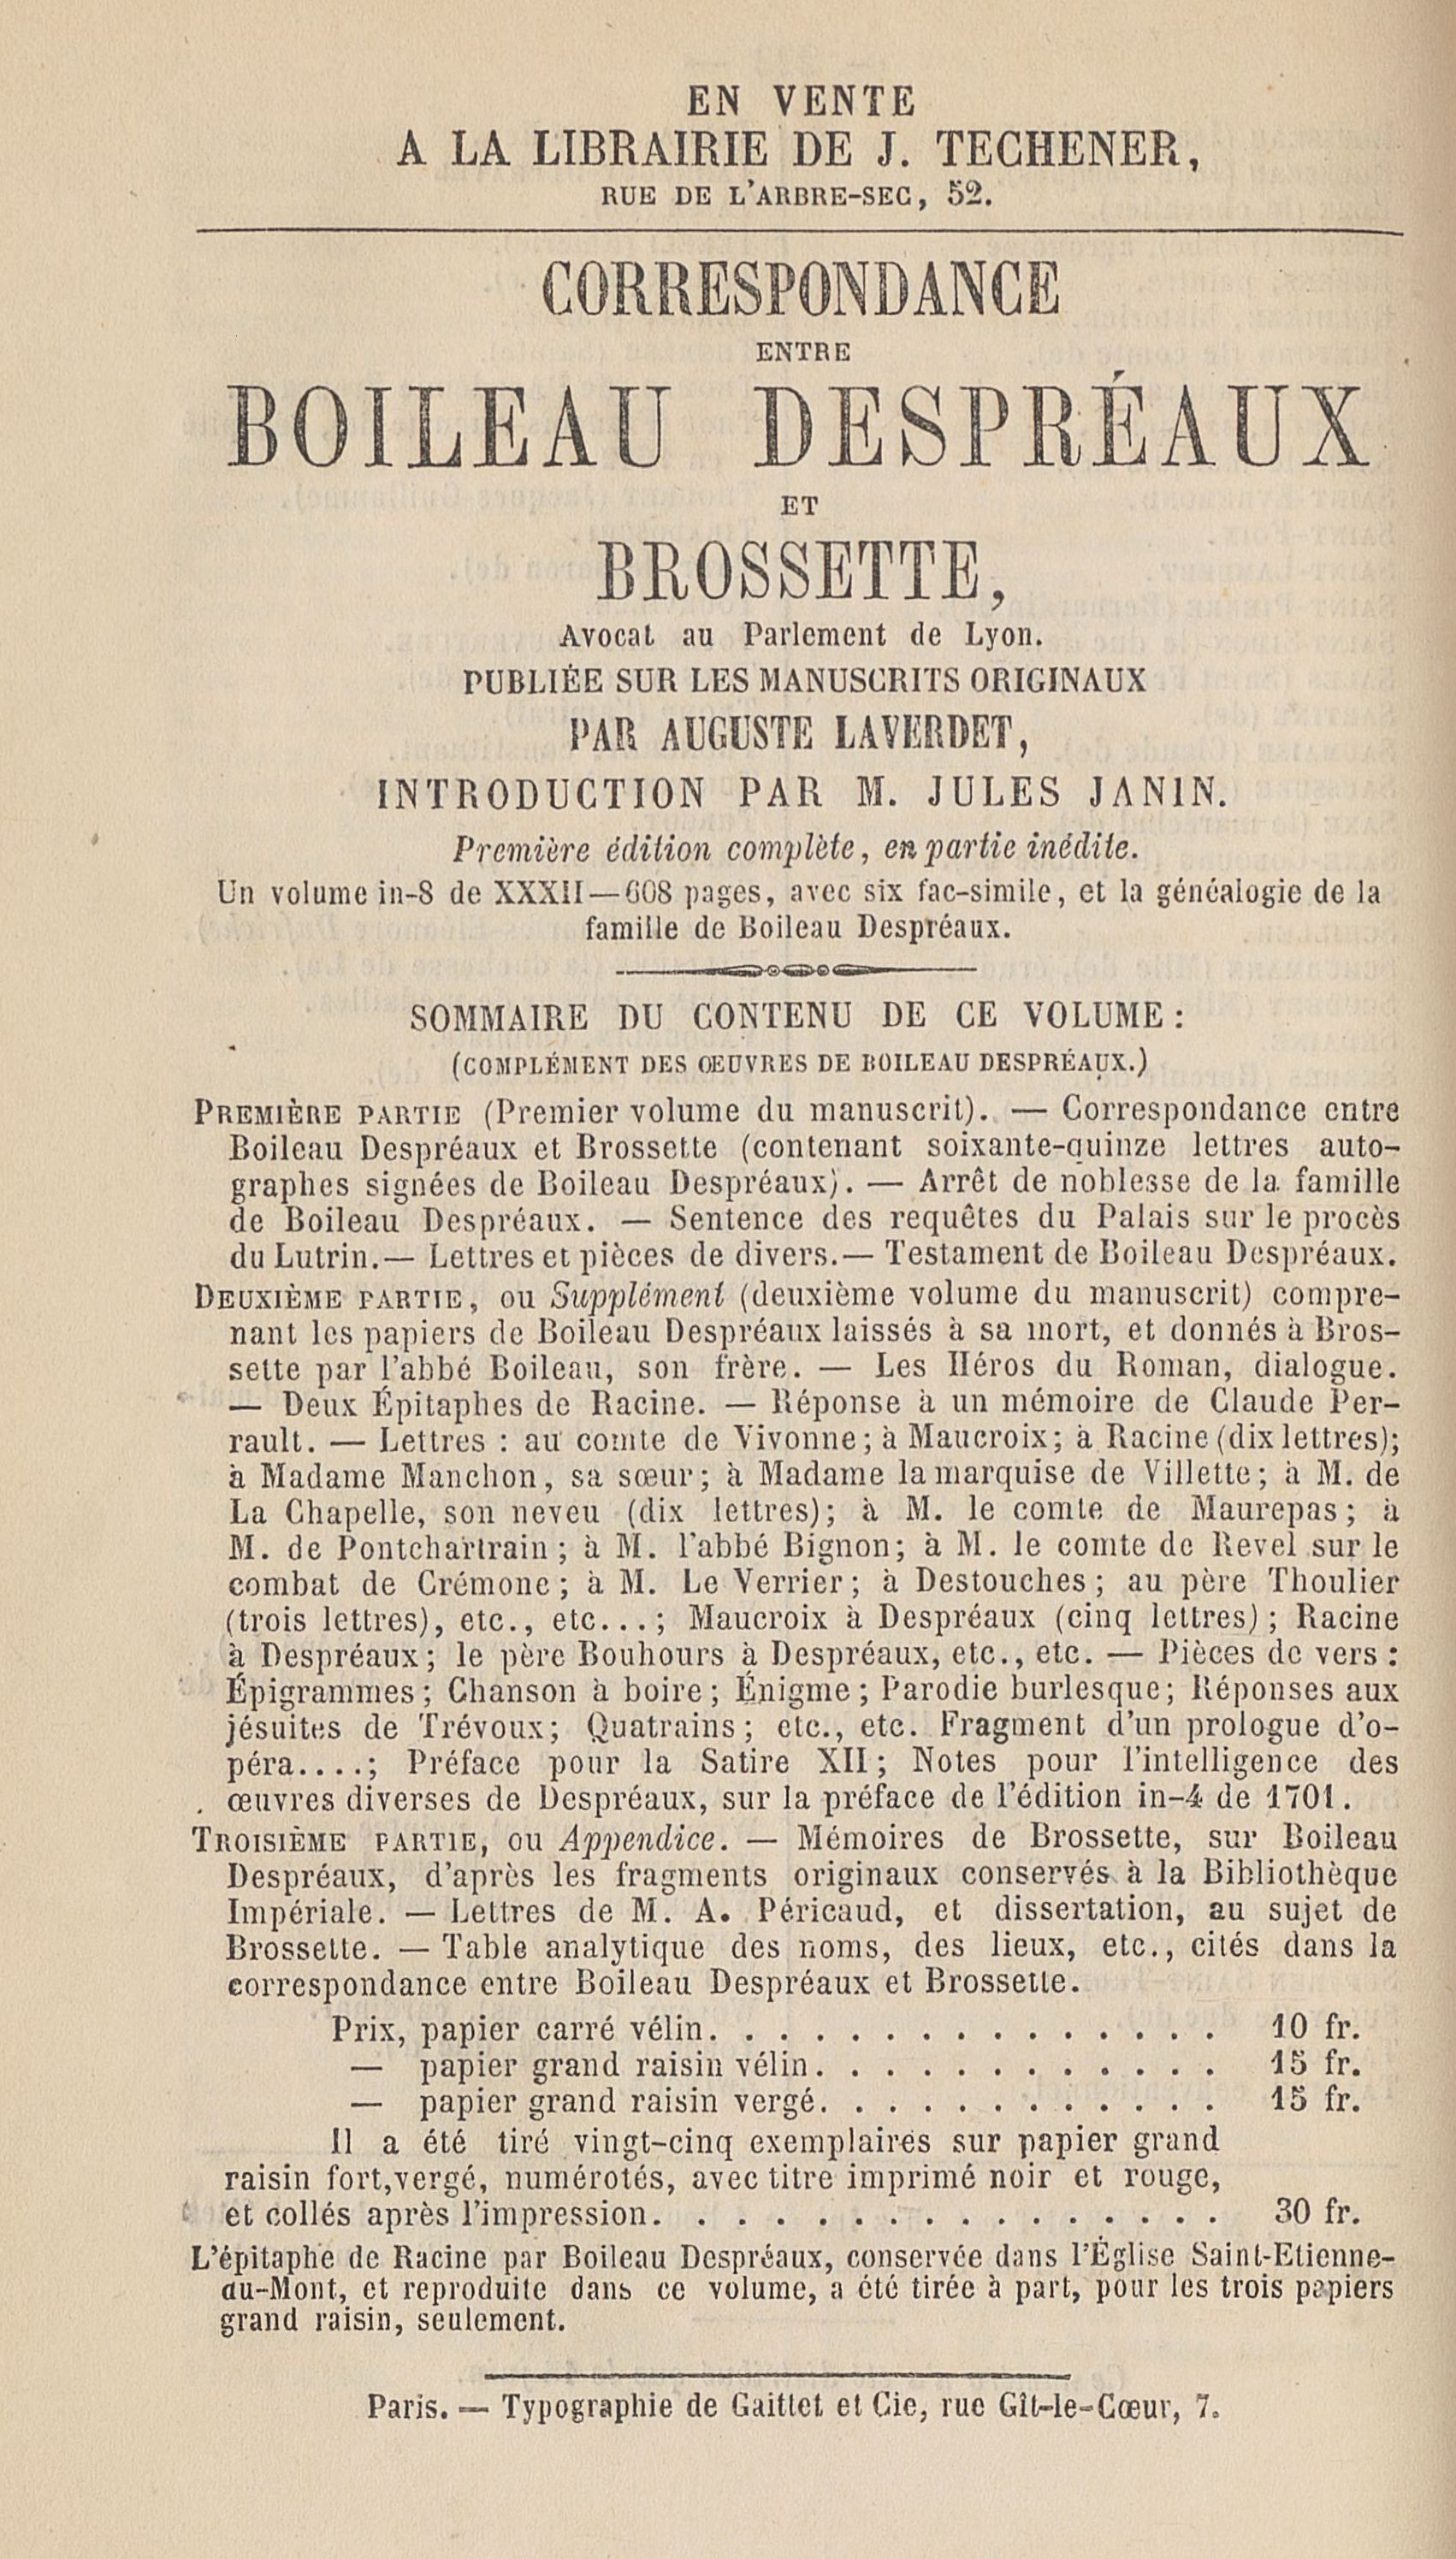 EN VENTE
A LA LIBRAIRIE DE J. TECHENER,
RUE DE L'ARBRE-SEC, 52.
CORRESPONDANCE
ENTRE
BOILEAU DESPRÉAUX
ET
BROSSETTE,
Avocat au Parlement de Lyon.
PUBLIÉE SUR LES MANUSCRITS ORIGINAUX
PAR AUGUSTE LAVERDET,
INTRODUCTION PAR M. JULES JANIN.
Première édition complète, en partie inédite.
Un volume in-8 de XXXII—608 pages, avec six fac-simile, et la généalogie de la
famille de Boileau Despréaux.
SOMMAIRE DU CONTENU DE CE VOLUME :
(COMPLÉMENT DES ŒUVRES DE BOILEAU DESPRÉAUX.)
PREMIÈRE PARTIE (Premier volume du manuscrit). — Correspondance entre
Boileau Despréaux et Brossette (contenant soixante-quinze lettres auto-
graphes signées de Boileau Despréaux). — Arrêt de noblesse de la famille
de Boileau Despréaux. — Sentence des requêtes du Palais sur le procès
du Lutrin.— Lettres et pièces de divers.— Testament de Boileau Despréaux.
DEUXIÈME PARTIE, ou Supplément (deuxième volume du manuscrit) compre-
nant les papiers de Boileau Despréaux laissés à sa mort, et donnés à Bros-
sette par l'abbé Boileau, son frère. — Les Héros du Roman, dialogue.
— Deux Épitaphes de Racine. — Réponse à un mémoire de Claude Per-
rault. — Lettres : au comte de Vivonne; à Maucroix; à Racine (dix lettres);
à Madame Manchon, sa sœur; à Madame la marquise de Villette; à M. de
La Chapelle, son neveu (dix lettres); à M. le comte de Maurepas; à
M. de Pontchartrain; à M. l'abbé Bignon; à M. le comte de Revel sur le
combat de Crémone; à M. Le Verrier; à Destouches; au père Thoulier
(trois lettres), etc., etc...; Maucroix à Despréaux (cinq lettres); Racine
à Despréaux; le père Bouhours à Despréaux, etc., etc. — Pièces de vers :
Épigrammes; Chanson à boire; Énigme; Parodie burlesque; Réponses aux
jésuites de Trévoux; Quatrains; etc., etc. Fragment d'un prologue d'o-
péra....; Préface pour la Satire XII; Notes pour l'intelligence des
œuvres diverses de Despréaux, sur la préface de l'édition in-4 de 1701.
TROISIÈME PARTIE, ou Appendice. — Mémoires de Brossette, sur Boileau
Despréaux, d'après les fragments originaux conservés à la Bibliothèque
Impériale. — Lettres de M. A. Péricaud, et dissertation, au sujet de
Brossette. — Table analytique des noms, des lieux, etc., cités dans la
correspondance entre Boileau Despréaux et Brossette.
Prix, papier carré vélin. . . . . . . . . . . . . . . 10 fr.
— papier grand raisin vélin. . . . . . . . . . . . 15 fr.
— papier grand raisin vergé. . . . . . . . . . . . 15 fr.
Il a été tiré vingt-cinq exemplaires sur papier grand
raisin fort, vergé, numérotés, avec titre imprimé noir et rouge,
et collés après l'impression. . . . . . . . . . . . . . . . . 30 fr.
L'épitaphe de Racine par Boileau Despréaux, conservée dans l'Église Saint-Etienne-
au-Mont, et reproduite dans ce volume, a été tirée à part, pour les trois papiers
grand raisin, seulement.
Paris. — Typographie de Gaittet et Cie, rue Gît-le-Cœur, 7.